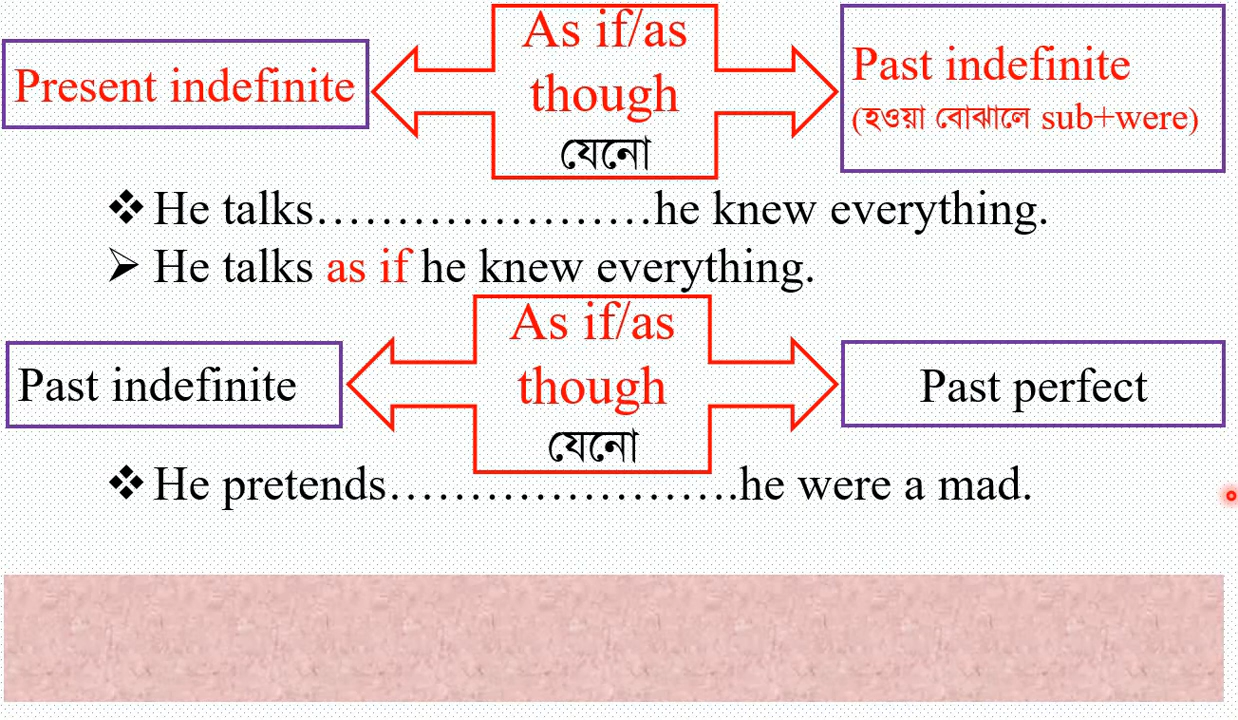 As if/as
though
যেনো
Present indefinite
Past indefinite
(হওয়া বোঝালে sub+were)
❖ He talks…………………he knew everything.
➢ He talks as if he knew everything.
As if/as
though
যেনো
Past indefinite
Past perfect
❖ He pretends………………….he were a mad.